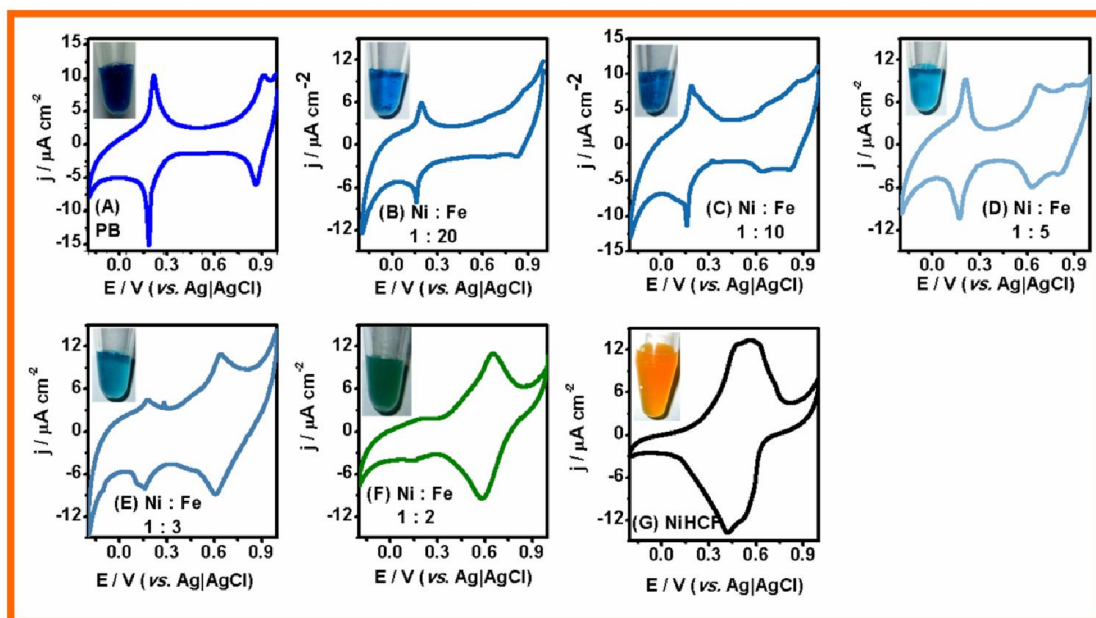 15
10
5
0
-5
-10
-15
j / µA cm⁻²
(A)
PB
0.0 0.3 0.6 0.9
E / V (vs. Ag|AgCl)
12
6
0
-6
-12
j / µA cm⁻²
(B) Ni : Fe
1 : 20
0.0 0.3 0.6 0.9
E / V (vs. Ag|AgCl)
15
10
5
0
-5
-10
-15
j / µA cm⁻²
(C) Ni : Fe
1 : 10
0.0 0.3 0.6 0.9
E / V (vs. Ag|AgCl)
12
6
0
-6
-12
j / µA cm⁻²
(D) Ni : Fe
1 : 5
0.0 0.3 0.6 0.9
E / V (vs. Ag|AgCl)
12
6
0
-6
-12
j / µA cm⁻²
(E) Ni : Fe
1 : 3
0.0 0.3 0.6 0.9
E / V (vs. Ag|AgCl)
12
6
0
-6
-12
j / µA cm⁻²
(F) Ni : Fe
1 : 2
0.0 0.3 0.6 0.9
E / V (vs. Ag|AgCl)
12
6
0
-6
-12
j / µA cm⁻²
(G) NiHCF
0.0 0.3 0.6 0.9
E / V (vs. Ag|AgCl)